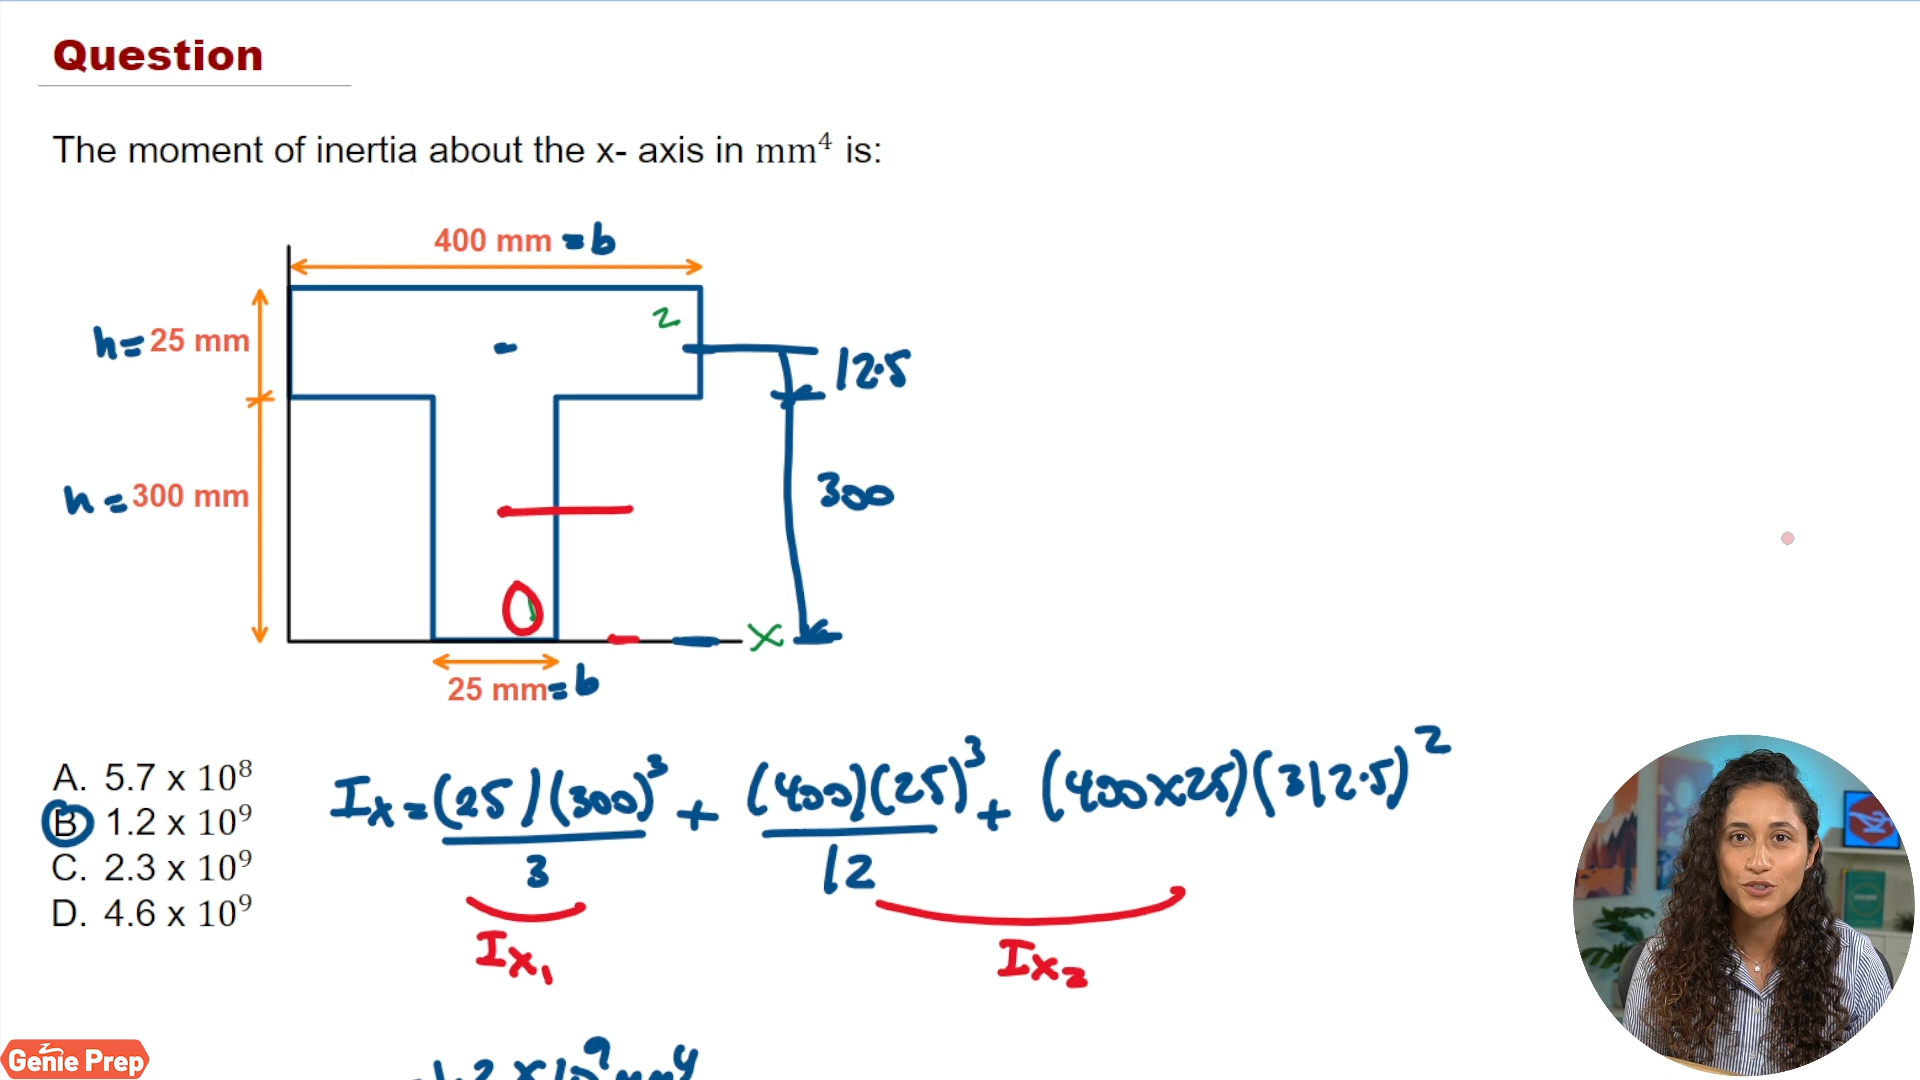 Question
The moment of inertia about the x- axis in mm⁴ is:
400 mm = b
2
h = 25 mm
12.5
h = 300 mm
300
1
X
25 mm = b
A. 5.7 x 10⁸
B. 1.2 x 10⁹
C. 2.3 x 10⁹
D. 4.6 x 10⁹
Ix = (25)(300)³/3 + (400)(25)³/12 + (400x25)(312.5)²
Ix₁
Ix₂
Genie Prep